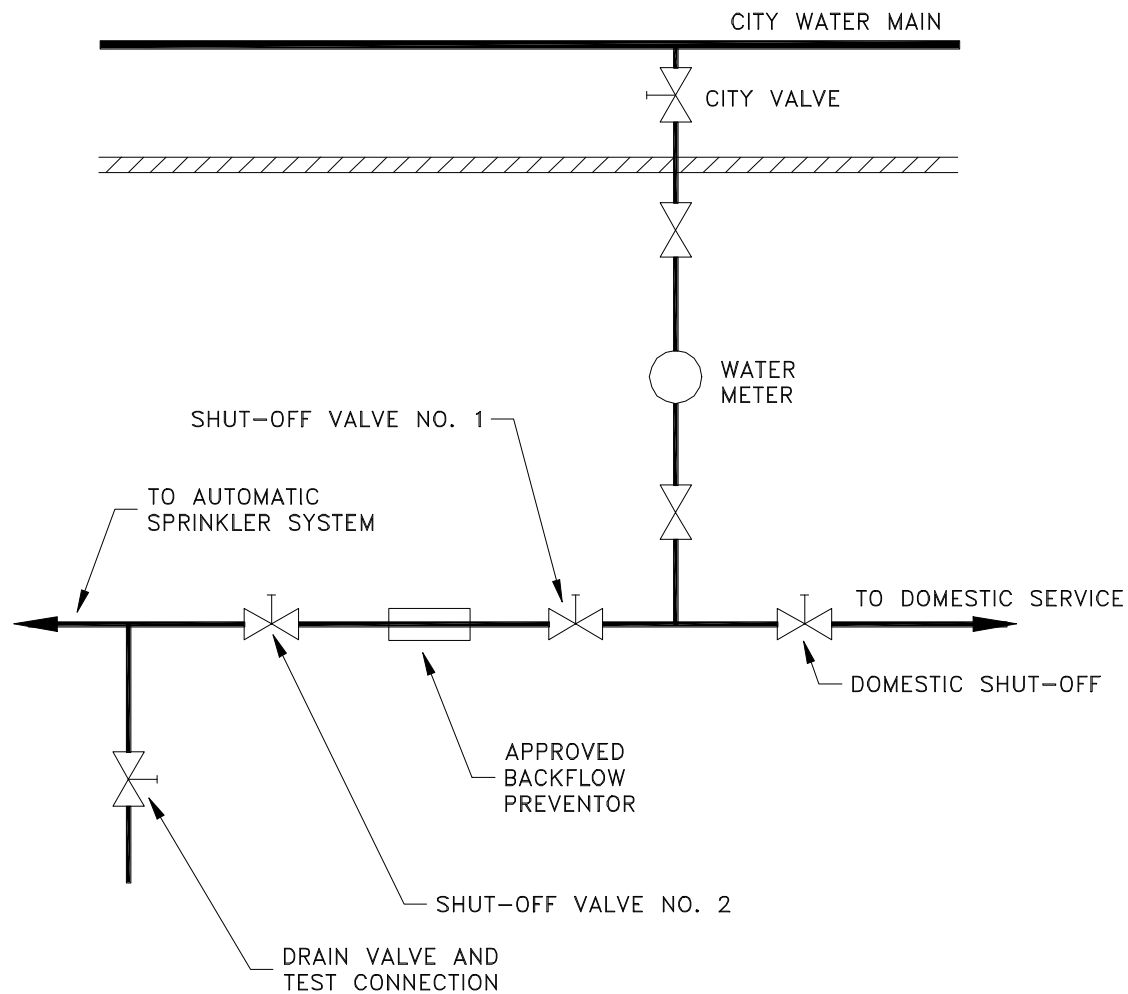 CITY WATER MAIN
CITY VALVE
WATER
METER
SHUT-OFF VALVE NO. 1
TO AUTOMATIC
SPRINKLER SYSTEM
TO DOMESTIC SERVICE
DOMESTIC SHUT-OFF
APPROVED
BACKFLOW
PREVENTOR
SHUT-OFF VALVE NO. 2
DRAIN VALVE AND
TEST CONNECTION